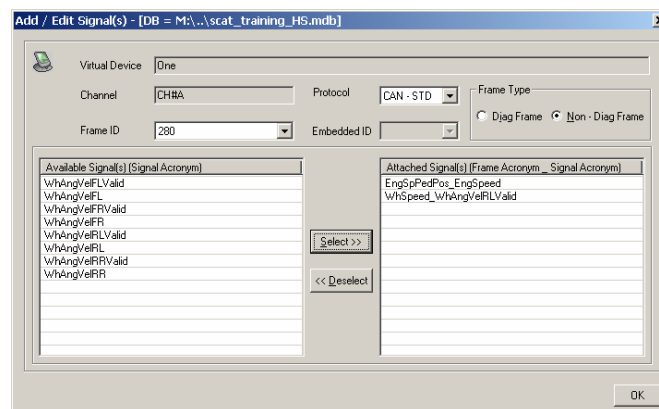 Add / Edit Signal(s) - [DB = M:\..\scat_training_HS.mdb]
Virtual Device One
Channel CH#A Protocol CAN - STD
Frame Type
Diag Frame Non - Diag Frame
Frame ID 280 Embedded ID
Available Signal(s) (Signal Acronym)
WhAngVelFLValid
WhAngVelFL
WhAngVelFRValid
WhAngVelFR
WhAngVelRLValid
WhAngVelRL
WhAngVelRRValid
WhAngVelRR
Select >>
<< Deselect
Attached Signal(s) (Frame Acronym _ Signal Acronym)
EngSpPedPos_EngSpeed
WhSpeed_WhAngVelRLValid
OK